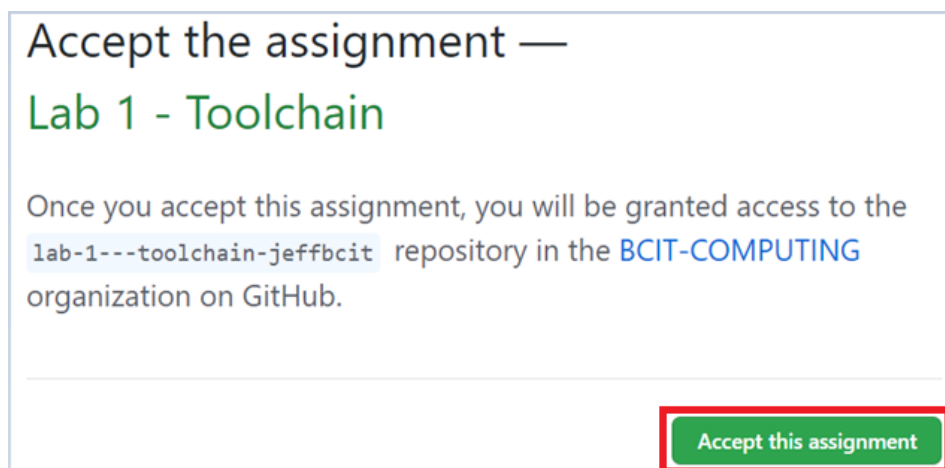 Accept the assignment —
Lab 1 - Toolchain
Once you accept this assignment, you will be granted access to the
lab-1---toolchain-jeffbcit repository in the BCIT-COMPUTING
organization on GitHub.
Accept this assignment